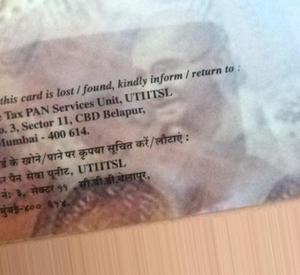 this card is lost / found, kindly inform / return to :
Tax PAN Services Unit, UTIITSL
3, Sector 11, CBD Belapur,
Mumbai - 400 614.
के खोने/पाने पर कृपया सूचित करें/लौटाएं :
पैन सेवा यूनीट, UTIITSL
नं: ३, सेक्टर ११ , सी.बी.डी.बेलापूर,
मुंबई-४०० ६१४.